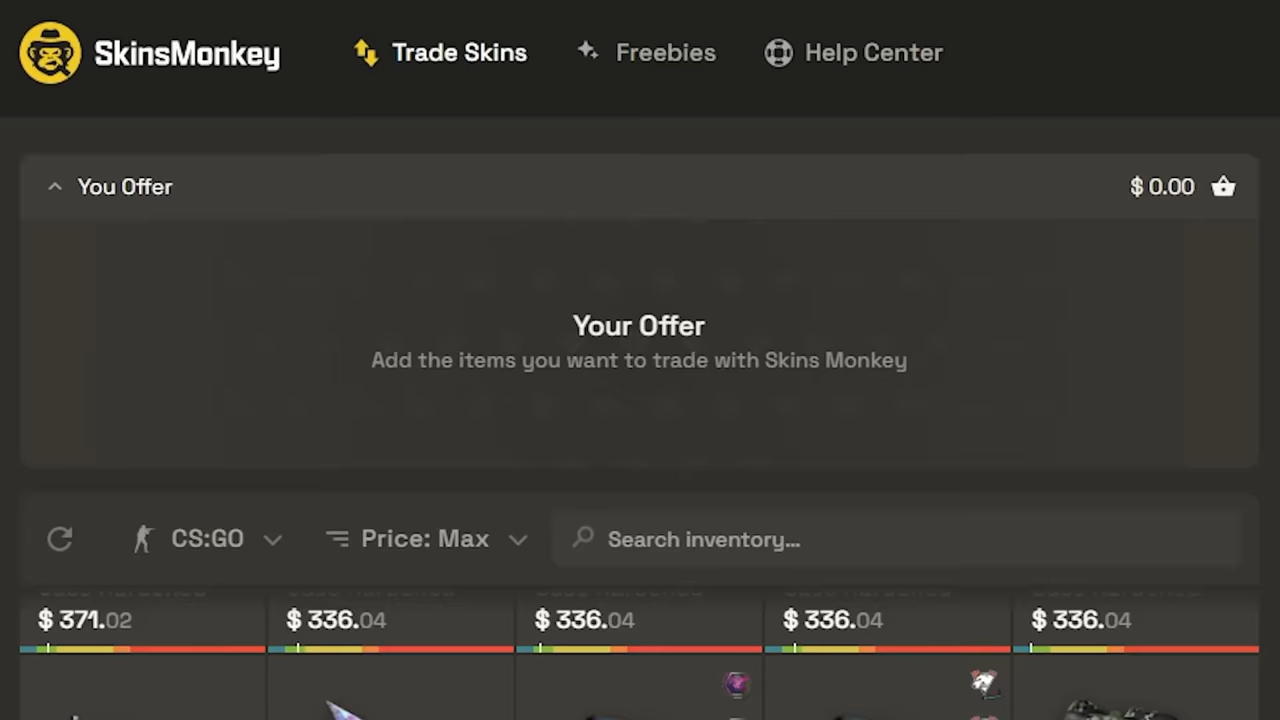 SkinsMonkey Trade Skins Freebies Help Center
You Offer $ 0.00
Your Offer
Add the items you want to trade with Skins Monkey
CS:GO Price: Max Search inventory...
$ 371.02 $ 336.04 $ 336.04 $ 336.04 $ 336.04